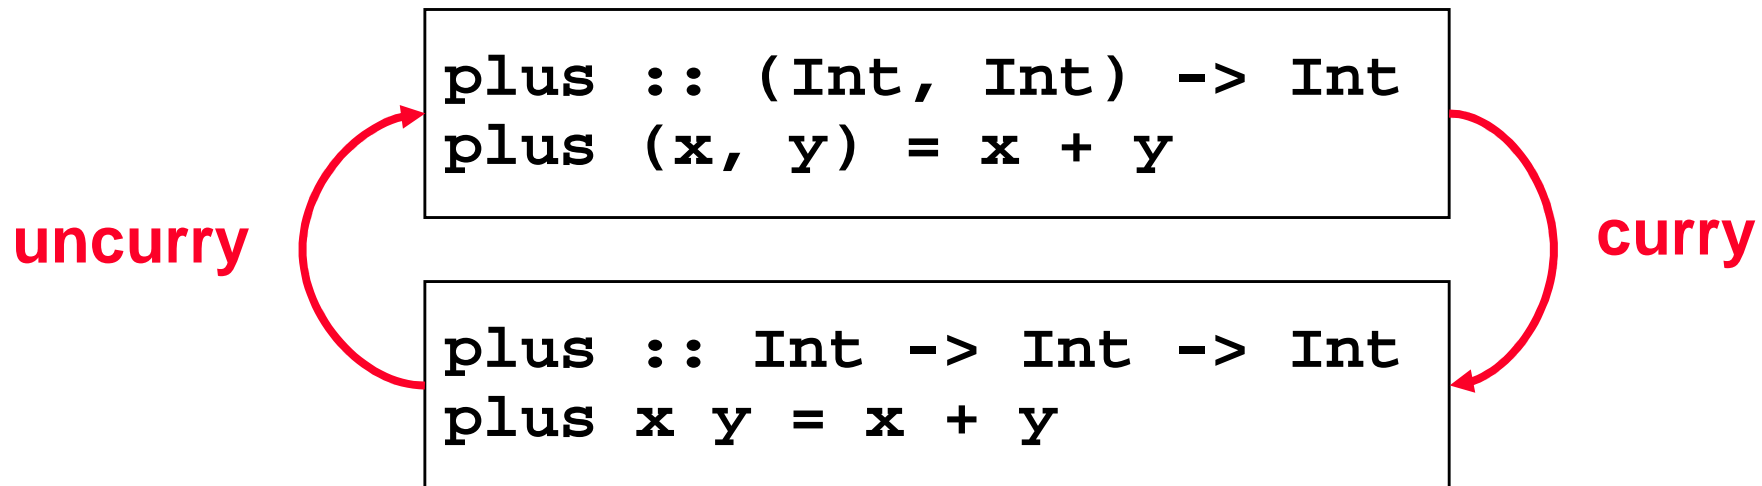 plus :: (Int, Int) -> Int
plus (x, y) = x + y
uncurry
curry
plus :: Int -> Int -> Int
plus x y = x + y